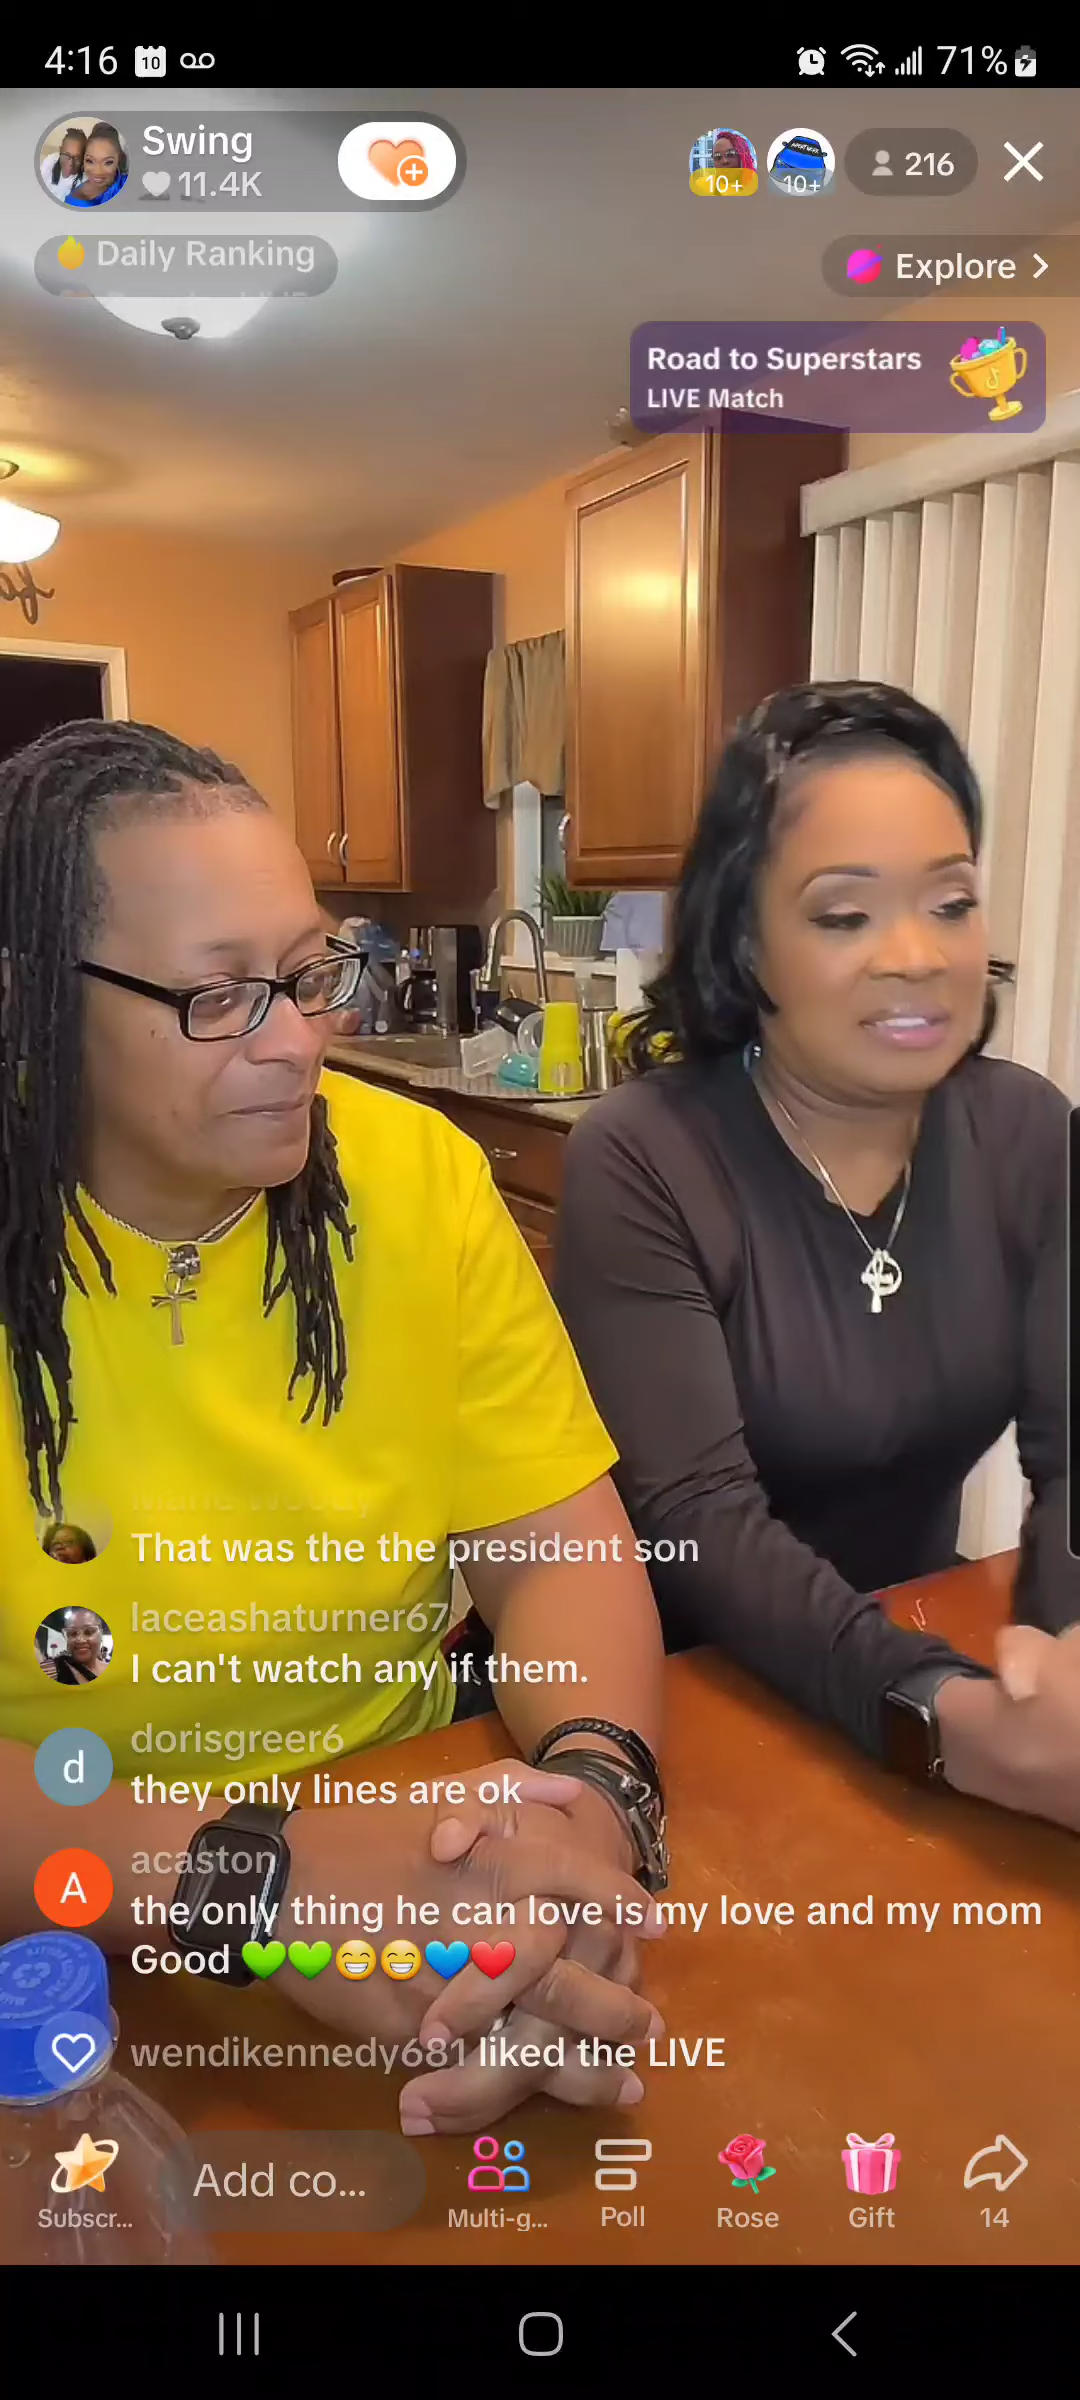 4:16 10 71%
Swing
11.4K
10+ 10+ 216
Daily Ranking
Explore
Road to Superstars
LIVE Match
That was the the president son
laceashaturner67
I can't watch any if them.
dorisgreer6
d
they only lines are ok
acaston
A
the only thing he can love is my love and my mom
Good 💚💚😁😁💙❤️
wendikennedy681 liked the LIVE
Add co...
Subscr... Multi-g... Poll Rose Gift 14